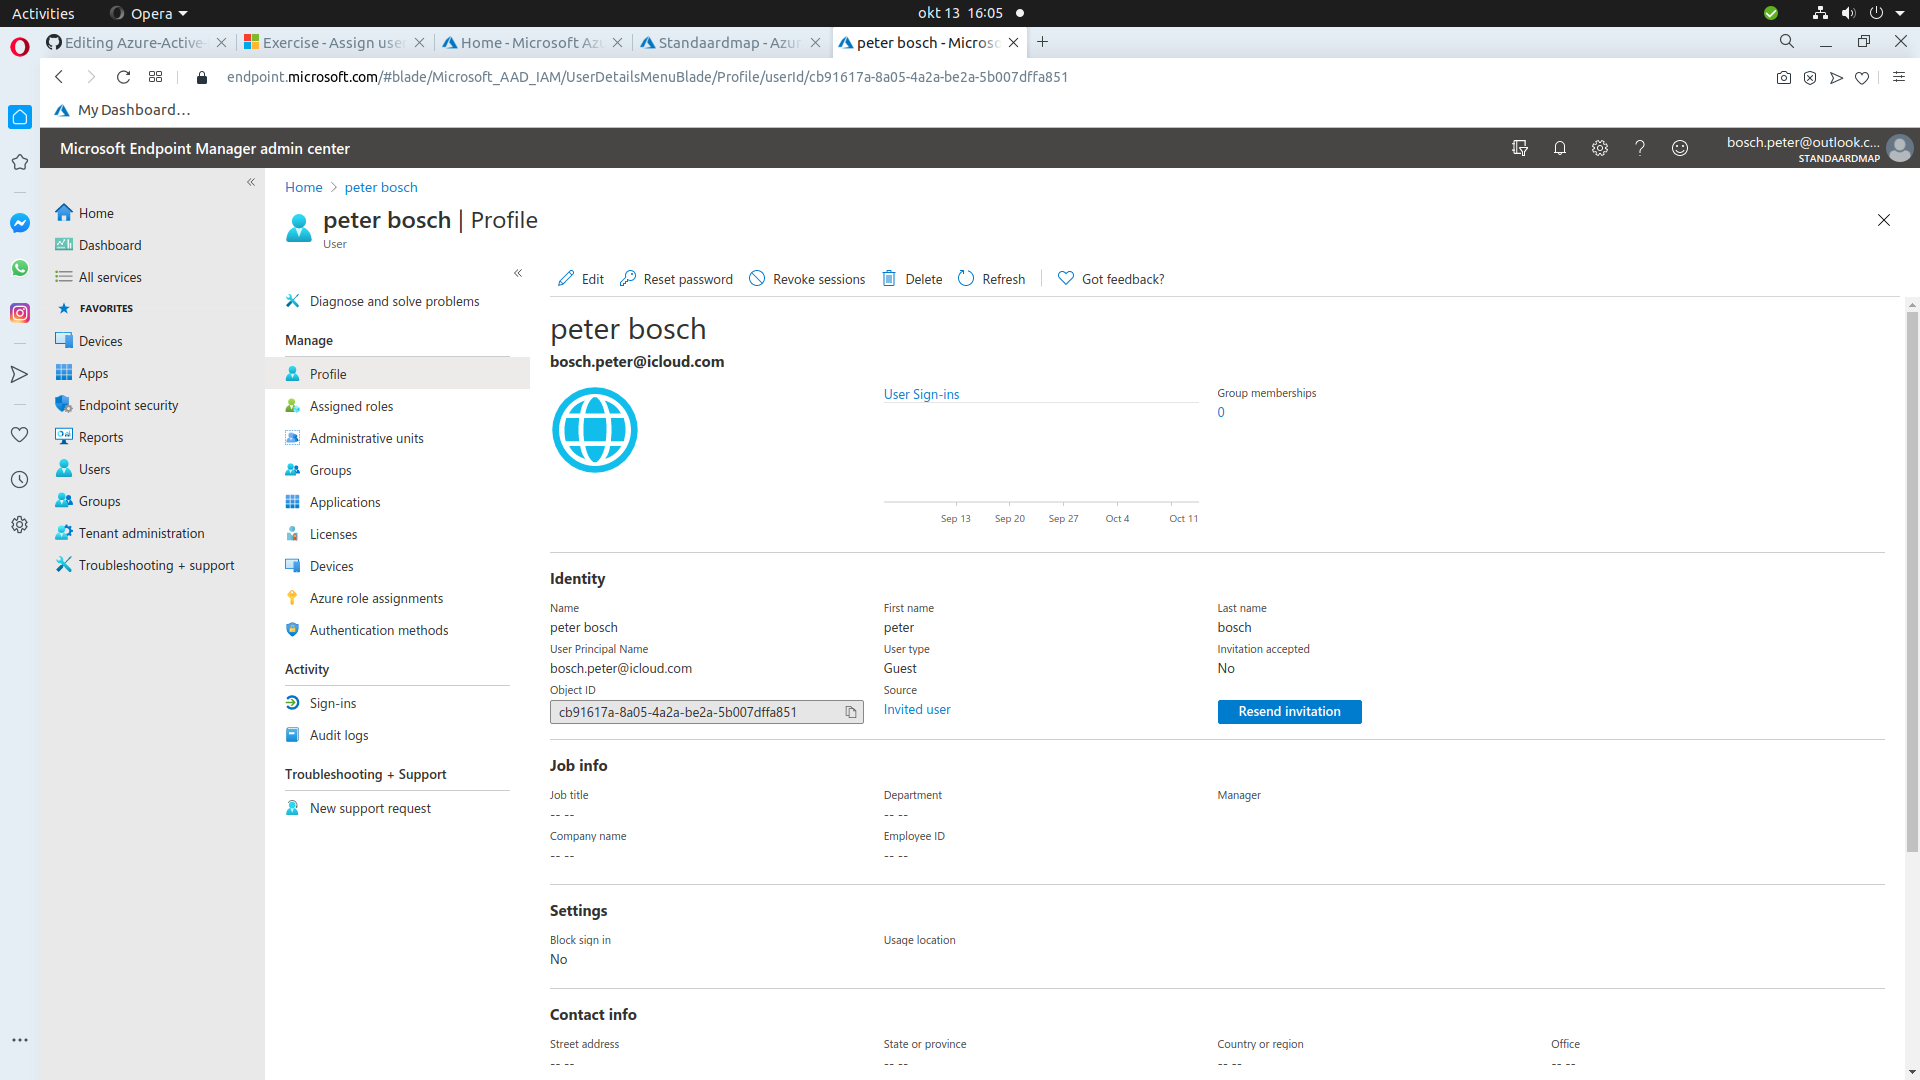 Activities
Opera
okt 13 16:05
Editing Azure-Active-
Exercise - Assign user
Home - Microsoft Azu
Standaardmap - Azur
peter bosch - Microso
endpoint.microsoft.com/#blade/Microsoft_AAD_IAM/UserDetailsMenuBlade/Profile/userId/cb91617a-8a05-4a2a-be2a-5b007dffa851
My Dashboard…
Microsoft Endpoint Manager admin center
bosch.peter@outlook.c...
STANDAARDMAP
Home
Dashboard
All services
FAVORITES
Devices
Apps
Endpoint security
Reports
Users
Groups
Tenant administration
Troubleshooting + support
Home > peter bosch
peter bosch | Profile
User
Diagnose and solve problems
Manage
Profile
Assigned roles
Administrative units
Groups
Applications
Licenses
Devices
Azure role assignments
Authentication methods
Activity
Sign-ins
Audit logs
Troubleshooting + Support
New support request
Edit Reset password Revoke sessions Delete Refresh Got feedback?
peter bosch
bosch.peter@icloud.com
User Sign-ins
Group memberships
0
Sep 13 Sep 20 Sep 27 Oct 4 Oct 11
Identity
Name First name Last name
peter bosch peter bosch
User Principal Name User type Invitation accepted
bosch.peter@icloud.com Guest No
Object ID Source
cb91617a-8a05-4a2a-be2a-5b007dffa851 Invited user Resend invitation
Job info
Job title Department Manager
-- -- -- --
Company name Employee ID
-- -- -- --
Settings
Block sign in Usage location
No
Contact info
Street address State or province Country or region Office
-- -- -- -- -- -- -- --